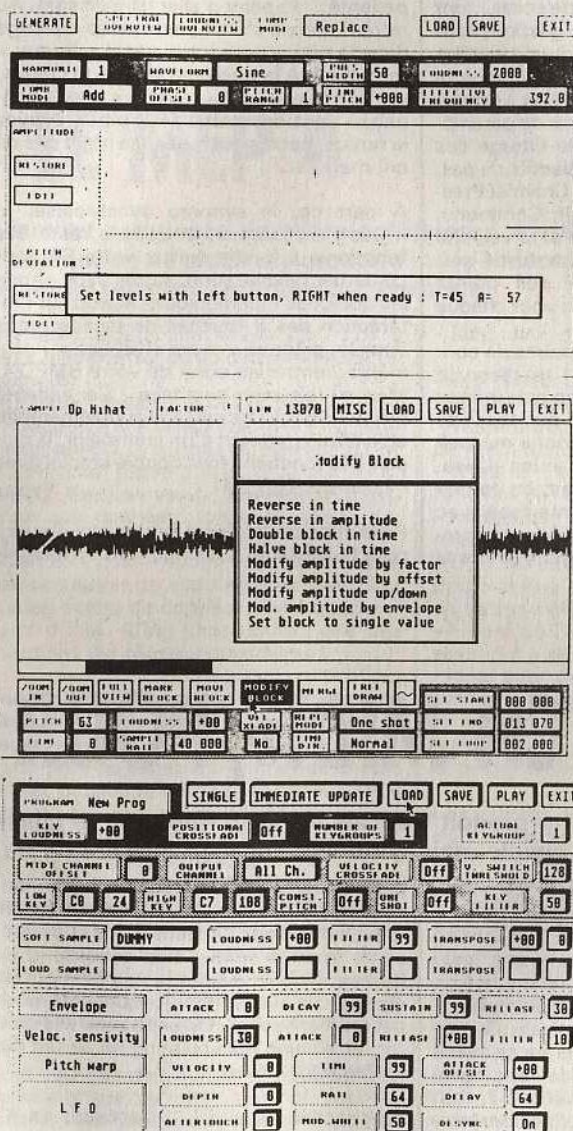 GENERATE SPECTRAL OVERVIEW LOUDNESS OVERVIEW COMB MODE Replace LOAD SAVE EXIT
HARMONIC 1 WAVEFORM Sine PULS WIDTH 50 LOUDNESS 2000
COMB MODE Add PHASE OFFSET 0 PITCH RANGE 1 FINE PITCH +000 EFFECTIVE FREQUENCY 392.0
AMPLITUDE
RESTORE
EDIT
PITCH DEVIATION
RESTORE Set levels with left button, RIGHT when ready : T=45 A= 57
EDIT
SAMPLE Op Hihat FACTOR LEN 13070 MISC LOAD SAVE PLAY EXIT
Modify Block
Reverse in time
Reverse in amplitude
Double block in time
Halve block in time
Modify amplitude by factor
Modify amplitude by offset
Modify amplitude up/down
Mod. amplitude by envelope
Set block to single value
ZOOM IN ZOOM OUT FULL VIEW MARK BLOCK MOVE BLOCK MODIFY BLOCK MERGE FREE DRAW SET START 000 000
PITCH 63 LOUDNESS +00 VEL. XFADE REPL. MODE One shot SET END 013 070
FINE 0 SAMPLE RATE 40 000 No TIME DIR. Normal SET LOOP 002 000
PROGRAM New Prog SINGLE IMMEDIATE UPDATE LOAD SAVE PLAY EXIT
KEY LOUDNESS +00 POSITIONAL CROSSFADE Off NUMBER OF KEYGROUPS 1 ACTUAL KEYGROUP 1
MIDI CHANNEL OFFSET 0 OUTPUT CHANNEL All Ch. VELOCITY CROSSFADE Off V. SWITCH THRESHOLD 128
LOW KEY C0 24 HIGH KEY C7 108 CONST. PITCH Off ONE SHOT Off KEY FILTER 50
SOFT SAMPLE DUMMY LOUDNESS +00 FILTER 99 TRANSPOSE +00 0
LOUD SAMPLE LOUDNESS FILTER TRANSPOSE
Envelope ATTACK 0 DECAY 99 SUSTAIN 99 RELEASE 30
Veloc. sensivity LOUDNESS 30 ATTACK 0 RELEASE +00 FILTER 10
Pitch warp VELOCITY 0 TIME 99 ATTACK OFFSET +00
LFO DEPTH 0 RATE 64 DELAY 64
AFTERTOUCH 0 MOD.WHEEL 50 DESYNC. On